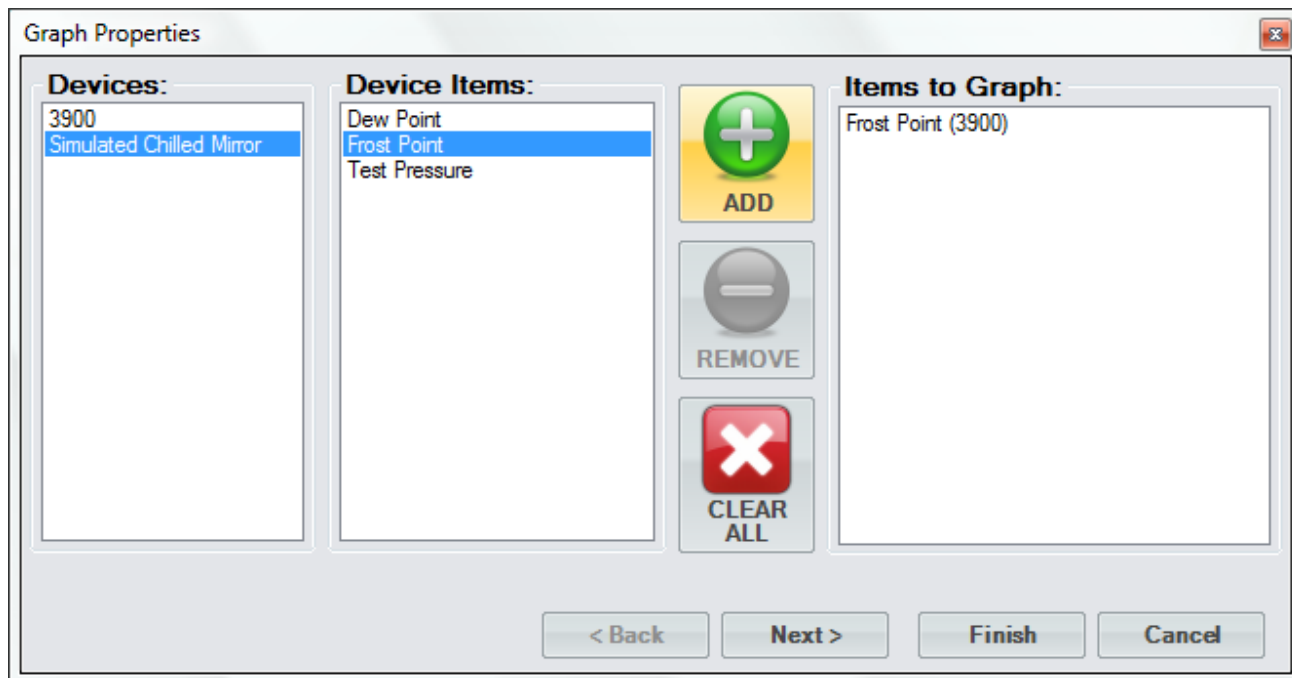 Graph Properties
Devices:
3900
Simulated Chilled Mirror
Device Items:
Dew Point
Frost Point
Test Pressure
ADD
REMOVE
CLEAR
ALL
Items to Graph:
Frost Point (3900)
< Back
Next >
Finish
Cancel